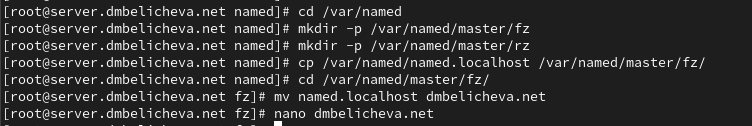 [root@server.dmbelicheva.net named]# cd /var/named
[root@server.dmbelicheva.net named]# mkdir -p /var/named/master/fz
[root@server.dmbelicheva.net named]# mkdir -p /var/named/master/rz
[root@server.dmbelicheva.net named]# cp /var/named/named.localhost /var/named/master/fz/
[root@server.dmbelicheva.net named]# cd /var/named/master/fz/
[root@server.dmbelicheva.net fz]# mv named.localhost dmbelicheva.net
[root@server.dmbelicheva.net fz]# nano dmbelicheva.net